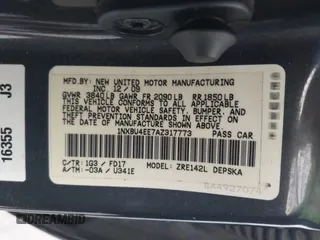 MFD. BY: NEW UNITED MOTOR MANUFACTURING
INC. 12/09
GVWR 3840LB GAWR FR 2090LB RR 1850LB
THIS VEHICLE CONFORMS TO ALL APPLICABLE
FEDERAL MOTOR VEHICLE SAFETY, BUMPER, AND
THEFT PREVENTION STANDARDS IN EFFECT ON
THE DATE OF MANUFACTURE SHOWN ABOVE.
1NXBU4EE7AZ317773 PASS CAR
C/TR: 1G3 / FD17 MODEL: ZRE142L DEPSKA
A/TM: -03A / U341E
16355 J3
DREAMBID